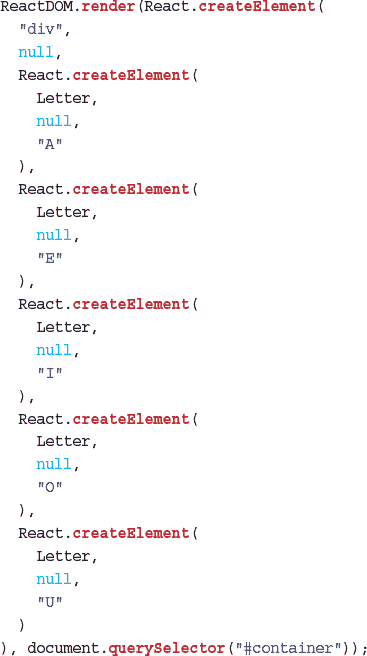 ReactDOM.render(React.createElement(
  "div",
  null,
  React.createElement(
    Letter,
    null,
    "A"
  ),
  React.createElement(
    Letter,
    null,
    "E"
  ),
  React.createElement(
    Letter,
    null,
    "I"
  ),
  React.createElement(
    Letter,
    null,
    "O"
  ),
  React.createElement(
    Letter,
    null,
    "U"
  )
), document.querySelector("#container"));